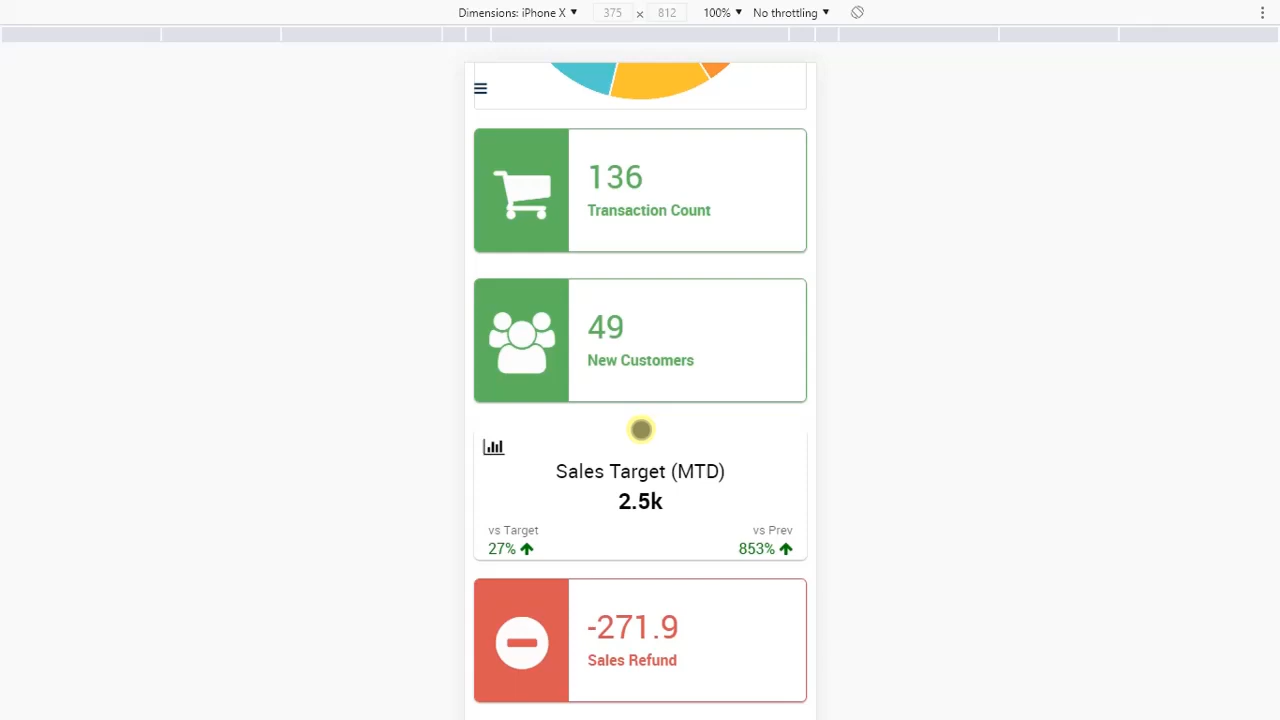 Dimensions: iPhone X ▼ 375 x 812 100% ▼ No throttling ▼
136
Transaction Count
49
New Customers
Sales Target (MTD)
2.5k
vs Target vs Prev
27% 853%
-271.9
Sales Refund